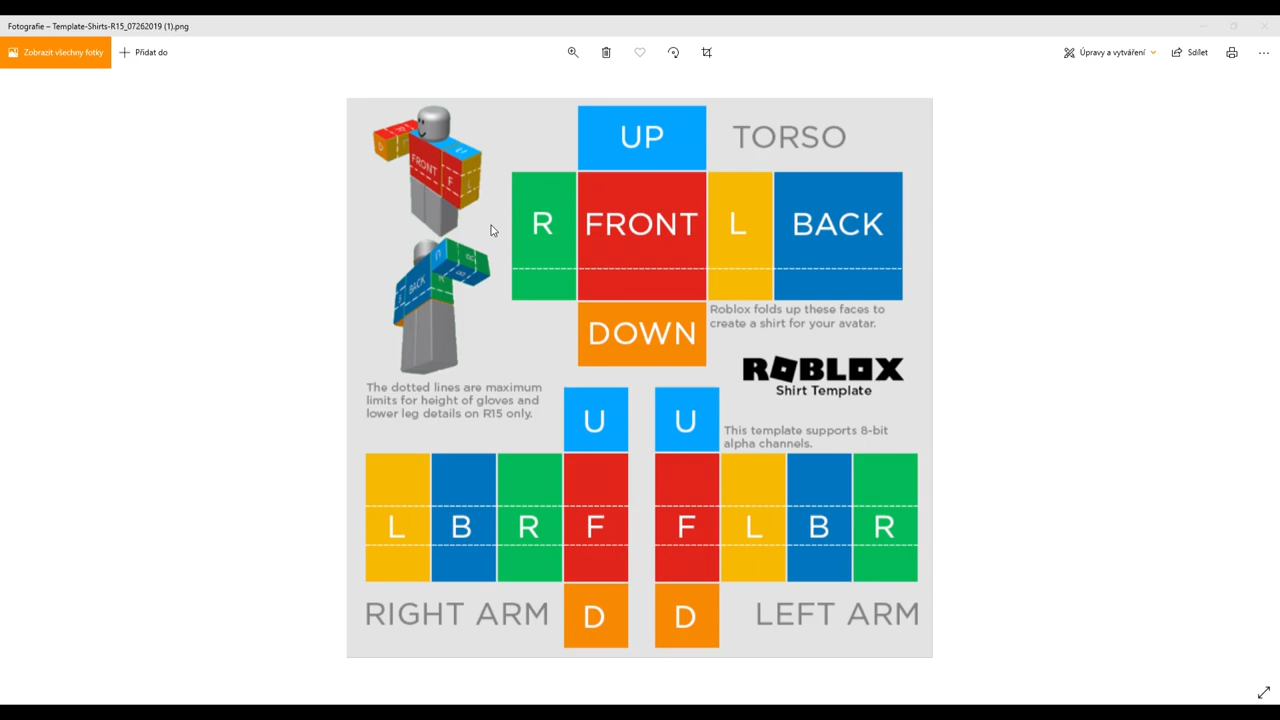 Fotografie – Template-Shirts-R15_07262019 (1).png
Zobrazit všechny fotky
Přidat do
Úpravy a vytváření
Sdílet
UP
TORSO
R
FRONT
L
BACK
DOWN
Roblox folds up these faces to
create a shirt for your avatar.
ROBLOX
Shirt Template
The dotted lines are maximum
limits for height of gloves and
lower leg details on R15 only.
U
U
This template supports 8-bit
alpha channels.
L B R F
F L B R
RIGHT ARM
D
D
LEFT ARM
FRONT
F
L
U
BACK